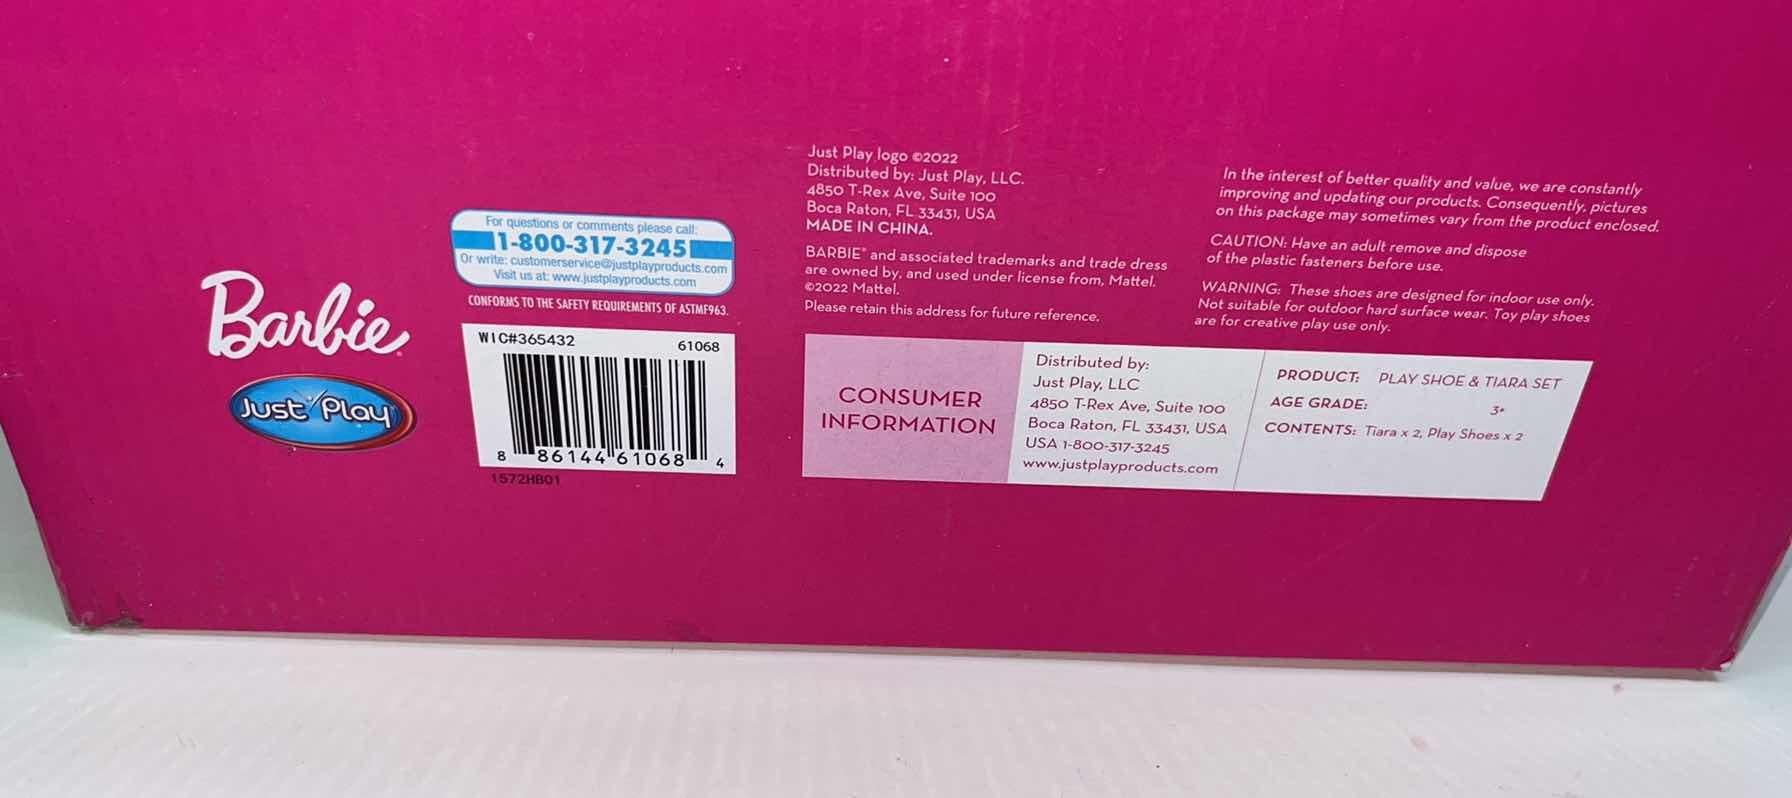 Barbie
Just Play
For questions or comments please call:
1-800-317-3245
Or write: customerservice@justplayproducts.com
Visit us at: www.justplayproducts.com
CONFORMS TO THE SAFETY REQUIREMENTS OF ASTMF963.
WIC#365432 61068
8 86144 61068 4
1572HB01
Just Play logo ©2022
Distributed by: Just Play, LLC.
4850 T-Rex Ave, Suite 100
Boca Raton, FL 33431, USA
MADE IN CHINA.
BARBIE® and associated trademarks and trade dress
are owned by, and used under license from, Mattel.
©2022 Mattel.
Please retain this address for future reference.
In the interest of better quality and value, we are constantly
improving and updating our products. Consequently, pictures
on this package may sometimes vary from the product enclosed.
CAUTION: Have an adult remove and dispose
of the plastic fasteners before use.
WARNING: These shoes are designed for indoor use only.
Not suitable for outdoor hard surface wear. Toy play shoes
are for creative play use only.
CONSUMER
INFORMATION
Distributed by:
Just Play, LLC
4850 T-Rex Ave, Suite 100
Boca Raton, FL 33431, USA
USA 1-800-317-3245
www.justplayproducts.com
PRODUCT: PLAY SHOE & TIARA SET
AGE GRADE: 3+
CONTENTS: Tiara x 2, Play Shoes x 2